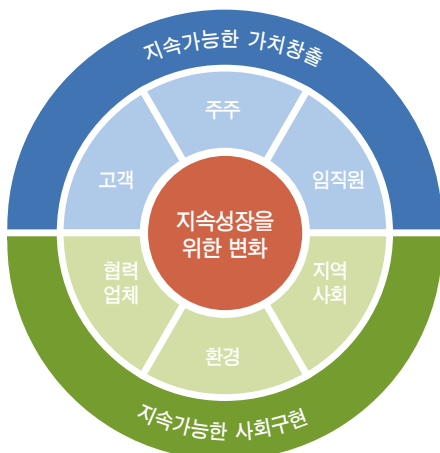 지속가능한 가치창출
주주
고객
임직원
지속성장을
위한 변화
협력
업체
지역
사회
환경
지속가능한 사회구현